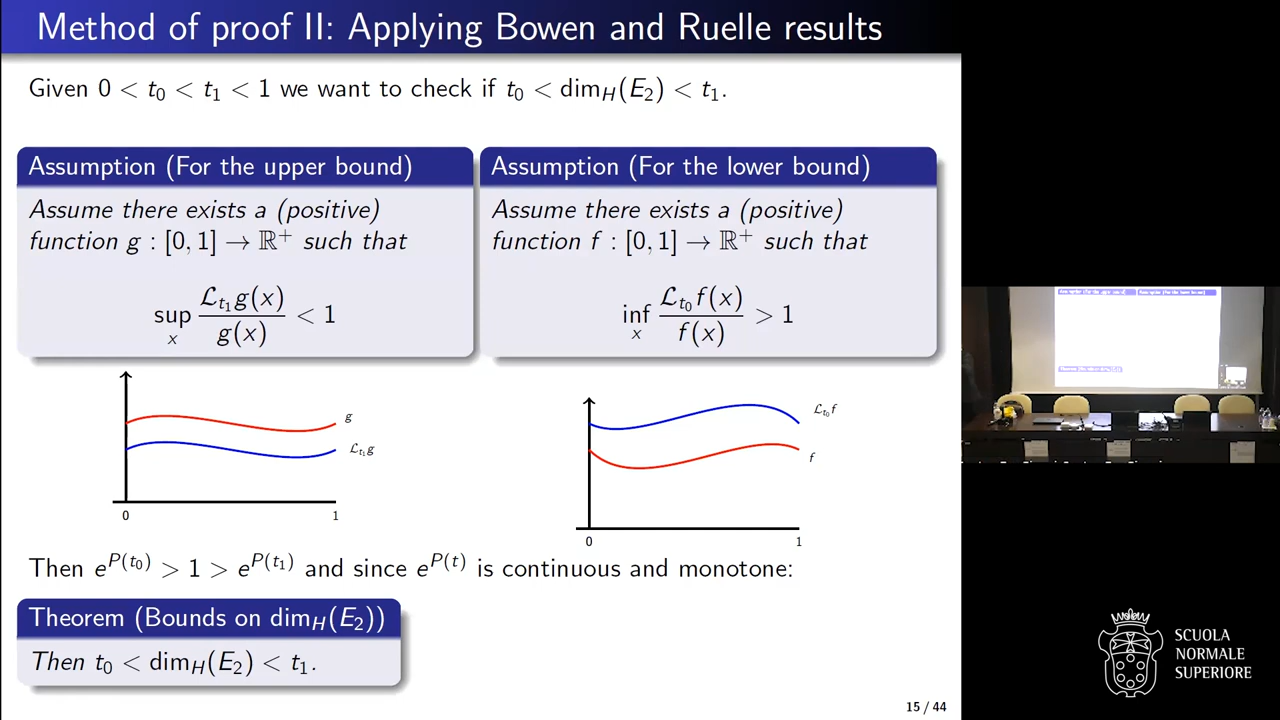 Method of proof II: Applying Bowen and Ruelle results
Given 0 < t₀ < t₁ < 1 we want to check if t₀ < dim_H(E₂) < t₁.
Assumption (For the upper bound)
Assume there exists a (positive)
function g : [0, 1] → ℝ⁺ such that
sup_x ℒ_{t₁}g(x) / g(x) < 1
Assumption (For the lower bound)
Assume there exists a (positive)
function f : [0, 1] → ℝ⁺ such that
inf_x ℒ_{t₀}f(x) / f(x) > 1
g
ℒ_{t₁}g
0 1
ℒ_{t₀}f
f
0 1
Then e^{P(t₀)} > 1 > e^{P(t₁)} and since e^{P(t)} is continuous and monotone:
Theorem (Bounds on dim_H(E₂))
Then t₀ < dim_H(E₂) < t₁.
15 / 44
SCUOLA
NORMALE
SUPERIORE